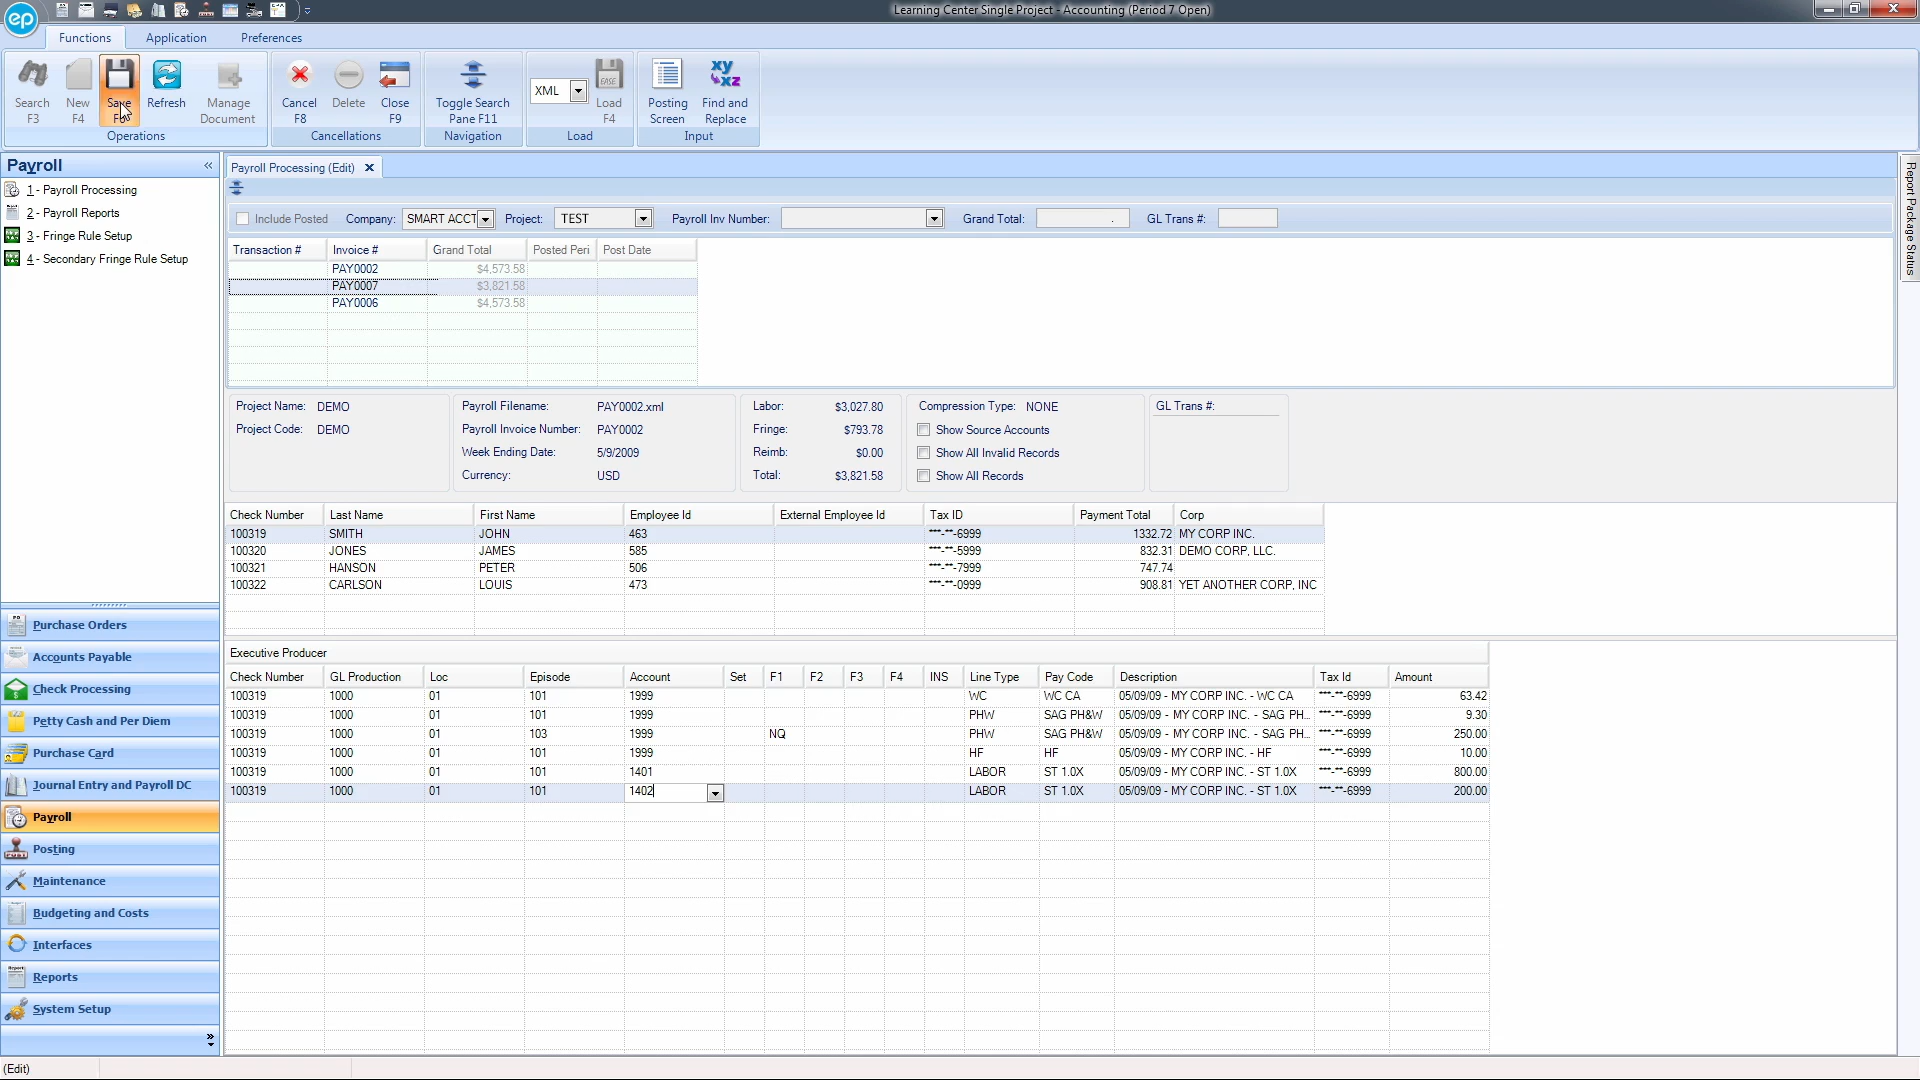 ep
Learning Center Single Project - Accounting (Period 7 Open)
Functions Application Preferences
Search F3
New F4
Save
Refresh
Manage Document
Cancel F8
Delete
Close F9
Toggle Search Pane F11
XML
EASE
Load F4
Posting Screen
Find and Replace
Operations Cancellations Navigation Load Input
Payroll
1 - Payroll Processing
2 - Payroll Reports
3 - Fringe Rule Setup
4 - Secondary Fringe Rule Setup
Purchase Orders
Accounts Payable
Check Processing
Petty Cash and Per Diem
Purchase Card
Journal Entry and Payroll DC
Payroll
Posting
Maintenance
Budgeting and Costs
Interfaces
Reports
System Setup
(Edit)
Payroll Processing (Edit)
Include Posted Company: SMART ACCT Project: TEST Payroll Inv Number: Grand Total: . GL Trans #:
Transaction # Invoice # Grand Total Posted Peri Post Date
PAY0002 $4,573.58
PAY0007 $3,821.58
PAY0006 $4,573.58
Project Name: DEMO
Project Code: DEMO
Payroll Filename: PAY0002.xml
Payroll Invoice Number: PAY0002
Week Ending Date: 5/9/2009
Currency: USD
Labor: $3,027.80
Fringe: $793.78
Reimb: $0.00
Total: $3,821.58
Compression Type: NONE
Show Source Accounts
Show All Invalid Records
Show All Records
GL Trans #:
Check Number Last Name First Name Employee Id External Employee Id Tax ID Payment Total Corp
100319 SMITH JOHN 463 ***-**-6999 1332.72 MY CORP INC.
100320 JONES JAMES 585 ***-**-5999 832.31 DEMO CORP, LLC.
100321 HANSON PETER 506 ***-**-7999 747.74
100322 CARLSON LOUIS 473 ***-**-0999 908.81 YET ANOTHER CORP, INC
Executive Producer
Check Number GL Production Loc Episode Account Set F1 F2 F3 F4 INS Line Type Pay Code Description Tax Id Amount
100319 1000 01 101 1999 WC WC CA 05/09/09 - MY CORP INC. - WC CA ***-**-6999 63.42
100319 1000 01 101 1999 PHW SAG PH&W 05/09/09 - MY CORP INC. - SAG PH... ***-**-6999 9.30
100319 1000 01 103 1999 NQ PHW SAG PH&W 05/09/09 - MY CORP INC. - SAG PH... ***-**-6999 250.00
100319 1000 01 101 1999 HF HF 05/09/09 - MY CORP INC. - HF ***-**-6999 10.00
100319 1000 01 101 1401 LABOR ST 1.0X 05/09/09 - MY CORP INC. - ST 1.0X ***-**-6999 800.00
100319 1000 01 101 1402 LABOR ST 1.0X 05/09/09 - MY CORP INC. - ST 1.0X ***-**-6999 200.00
Report Package Status